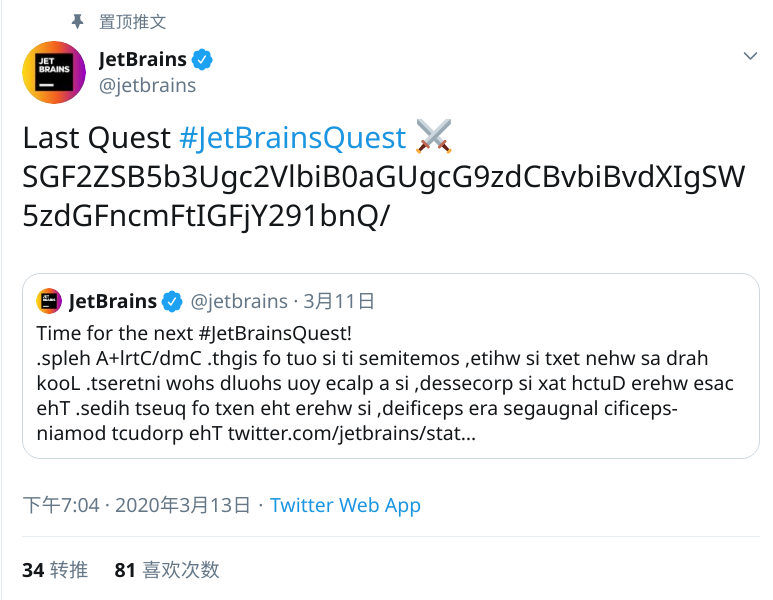 置顶推文
JET
BRAINS
JetBrains
@jetbrains
Last Quest #JetBrainsQuest ⚔️
SGF2ZSB5b3Ugc2VlbiB0aGUgcG9zdCBvbiBvdXIgSW
5zdGFncmFtIGFjY291bnQ/
JetBrains @jetbrains · 3月11日
Time for the next #JetBrainsQuest!
.spleh A+lrtC/dmC .thgis fo tuo si ti semitemos ,etihw si txet nehw sa drah
kooL .tseretni wohs dluohs uoy ecalp a si ,dessecorp si xat hctuD erehw esac
ehT .sedih tseuq fo txen eht erehw si ,deificeps era segaugnal cificeps-
niamod tcudorp ehT twitter.com/jetbrains/stat...
下午7:04 · 2020年3月13日 · Twitter Web App
34 转推 81 喜欢次数